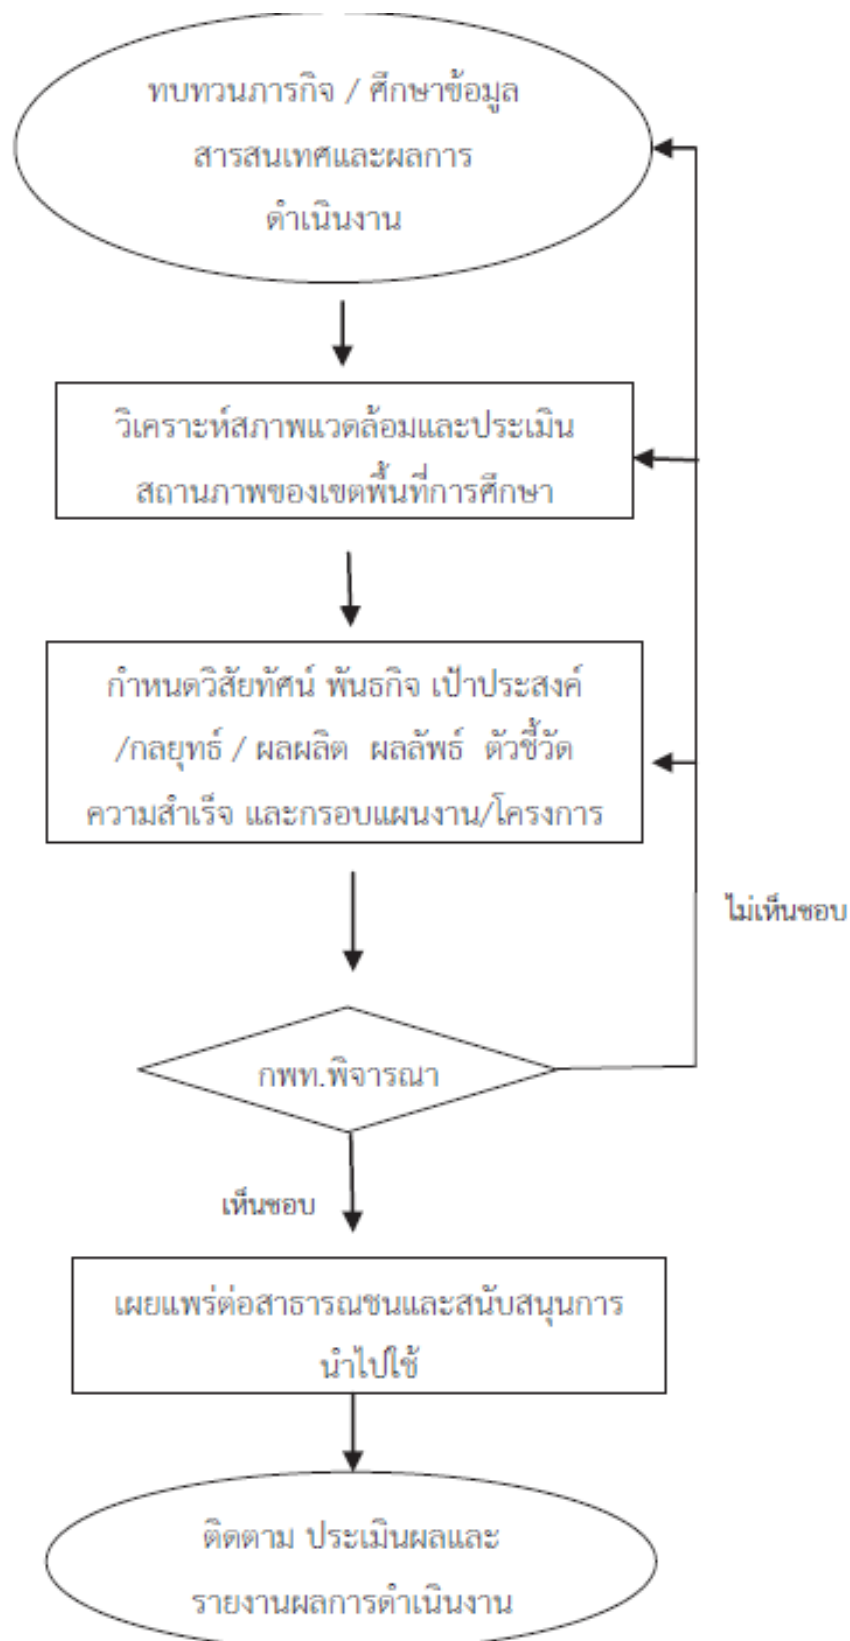 ทบทวนภารกิจ / ศึกษาข้อมูล
สารสนเทศและผลการ
ดำเนินงาน
วิเคราะห์สภาพแวดล้อมและประเมิน
สถานภาพของเขตพื้นที่การศึกษา
กำหนดวิสัยทัศน์ พันธกิจ เป้าประสงค์
/กลยุทธ์ / ผลผลิต ผลลัพธ์ ตัวชี้วัด
ความสำเร็จ และกรอบแผนงาน/โครงการ
ไม่เห็นชอบ
กพท.พิจารณา
เห็นชอบ
เผยแพร่ต่อสาธารณชนและสนับสนุนการ
นำไปใช้
ติดตาม ประเมินผลและ
รายงานผลการดำเนินงาน